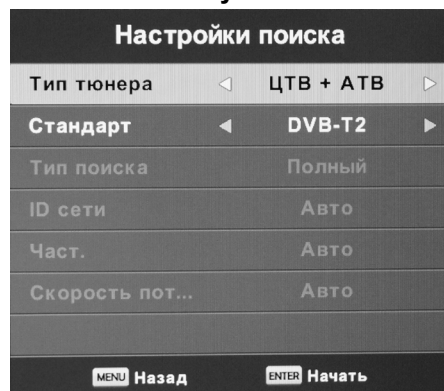 Настройки поиска
Тип тюнера ЦТВ + АТВ
Стандарт DVB-T2
Тип поиска Полный
ID сети Авто
Част. Авто
Скорость пот... Авто
MENU Назад ENTER Начать